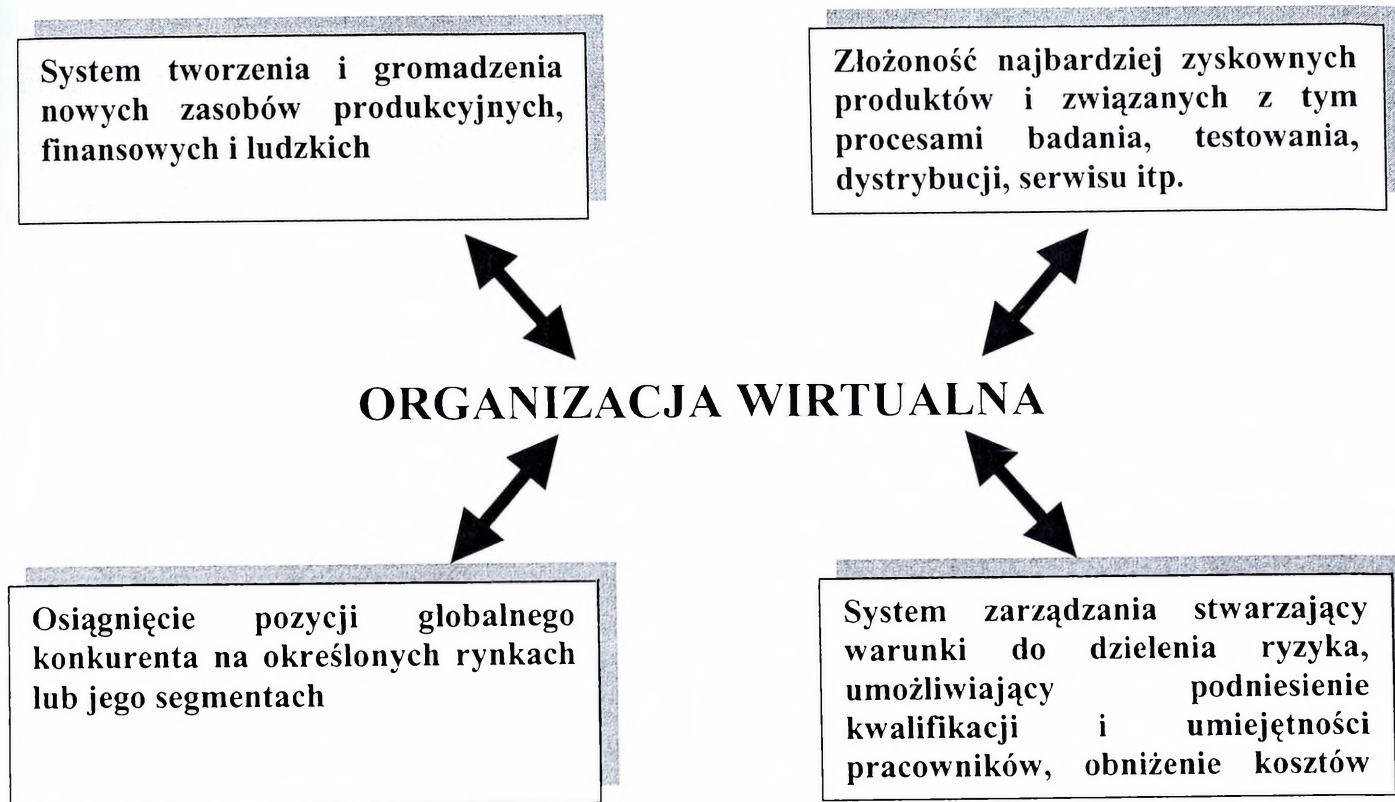 System tworzenia i gromadzenia
nowych zasobów produkcyjnych,
finansowych i ludzkich
Złożoność najbardziej zyskownych
produktów i związanych z tym
procesami badania, testowania,
dystrybucji, serwisu itp.
ORGANIZACJA WIRTUALNA
Osiągnięcie pozycji globalnego
konkurenta na określonych rynkach
lub jego segmentach
System zarządzania stwarzający
warunki do dzielenia ryzyka,
umożliwiający podniesienie
kwalifikacji i umiejętności
pracowników, obniżenie kosztów